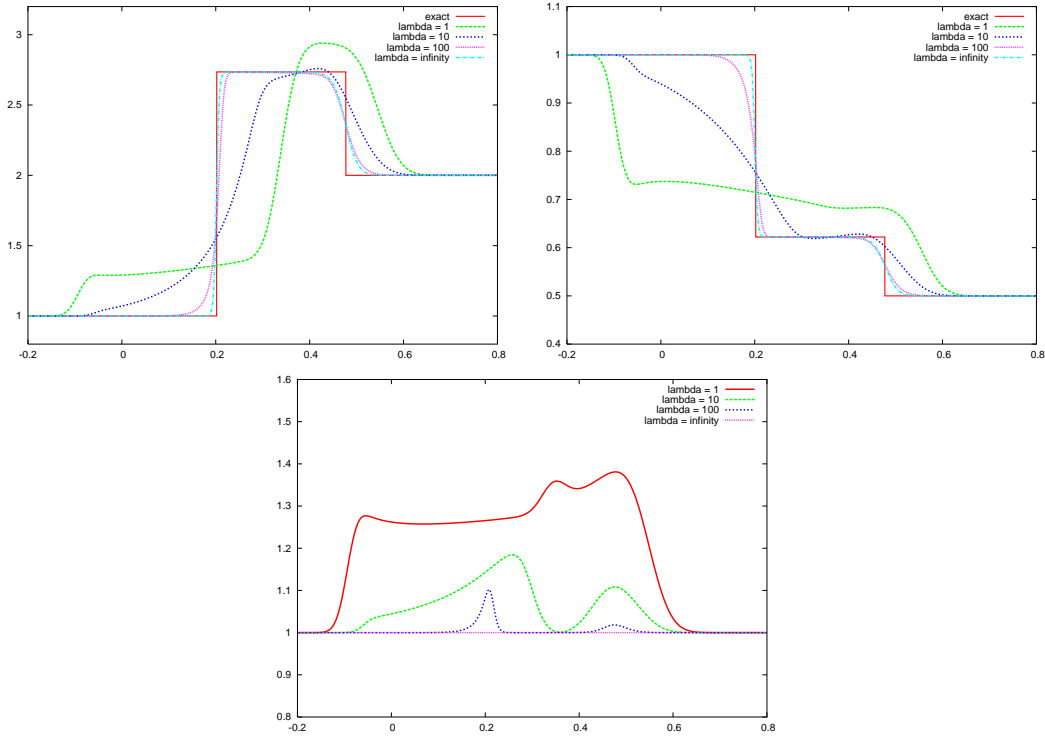 3
2.5
2
1.5
1
-0.2
0
0.2
0.4
0.6
0.8
exact
lambda = 1
lambda = 10
lambda = 100
lambda = infinity
1.1
1
0.9
0.8
0.7
0.6
0.5
0.4
-0.2
0
0.2
0.4
0.6
0.8
exact
lambda = 1
lambda = 10
lambda = 100
lambda = infinity
1.6
1.5
1.4
1.3
1.2
1.1
1
0.9
0.8
-0.2
0
0.2
0.4
0.6
0.8
lambda = 1
lambda = 10
lambda = 100
lambda = infinity